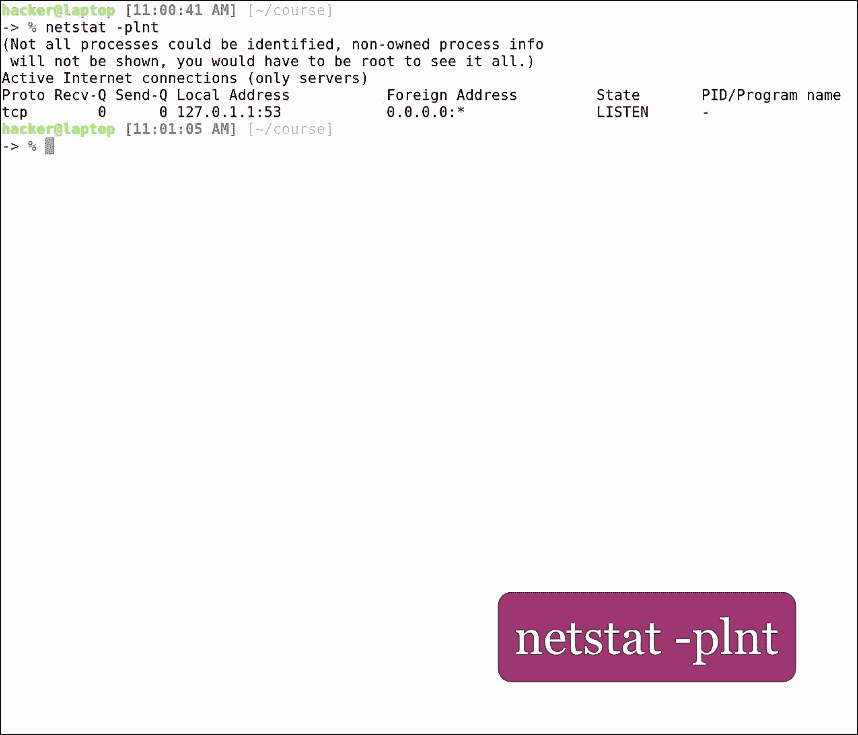 hacker@laptop [11:00:41 AM] [~/course]
-> % netstat -plnt
(Not all processes could be identified, non-owned process info
 will not be shown, you would have to be root to see it all.)
Active Internet connections (only servers)
Proto Recv-Q Send-Q Local Address           Foreign Address         State       PID/Program name
tcp        0      0 127.0.1.1:53            0.0.0.0:*               LISTEN      -
hacker@laptop [11:01:05 AM] [~/course]
-> %
netstat -plnt